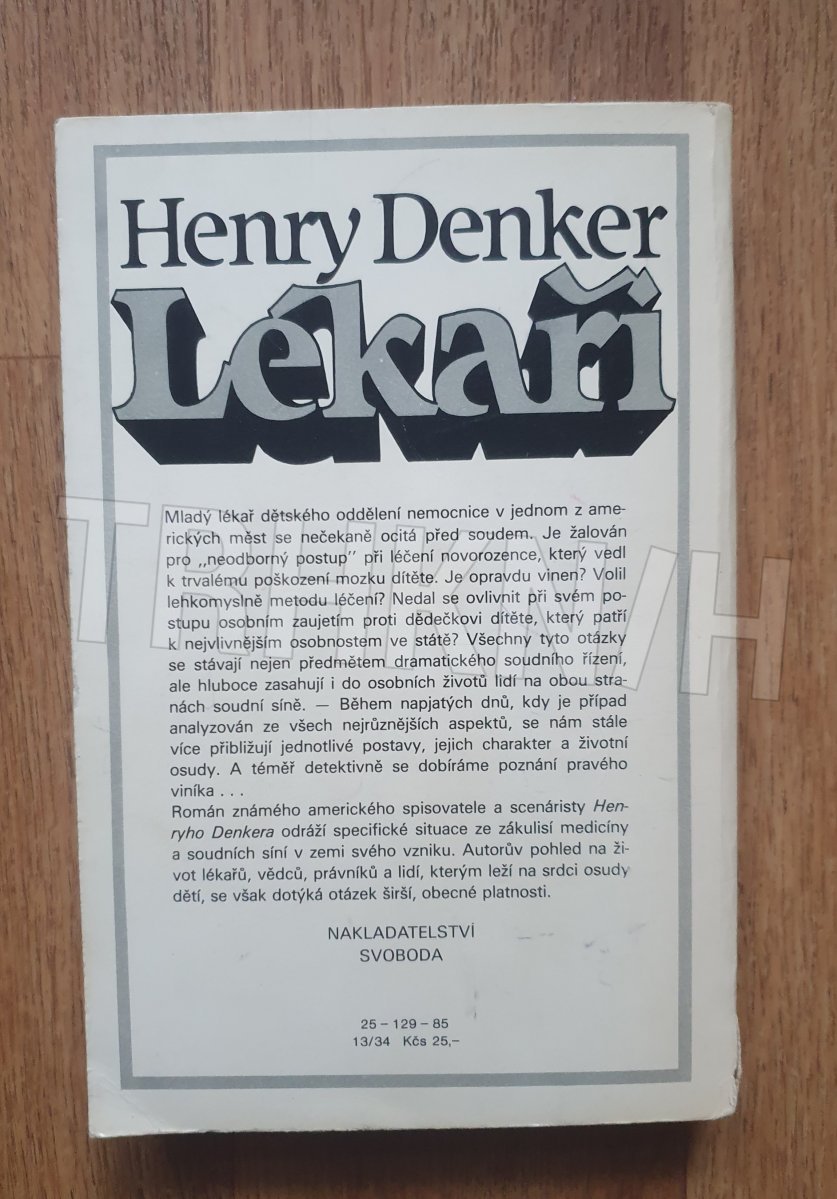 Henry Denker
Lékaři
Mladý lékař dětského oddělení nemocnice v jednom z ame-
rických měst se nečekaně ocitá před soudem. Je žalován
pro „neodborný postup" při léčení novorozence, který vedl
k trvalému poškození mozku dítěte. Je opravdu vinen? Volil
lehkomyslně metodu léčení? Nedal se ovlivnit při svém po-
stupu osobním zaujetím proti dědečkovi dítěte, který patří
k nejvlivnějším osobnostem ve státě? Všechny tyto otázky
se stávají nejen předmětem dramatického soudního řízení,
ale hluboce zasahují i do osobních životů lidí na obou stra-
nách soudní síně. — Během napjatých dnů, kdy je případ
analyzován ze všech nejrůznějších aspektů, se nám stále
více přibližují jednotlivé postavy, jejich charakter a životní
osudy. A téměř detektivně se dobíráme poznání pravého
viníka . . .
Román známého amerického spisovatele a scenáristy Hen-
ryho Denkera odráží specifické situace ze zákulisí medicíny
a soudních síní v zemi svého vzniku. Autorův pohled na ži-
vot lékařů, vědců, právníků a lidí, kterým leží na srdci osudy
dětí, se však dotýká otázek širší, obecné platnosti.
NAKLADATELSTVÍ
SVOBODA
25 – 129 – 85
13/34 Kčs 25,–
TRHKNIH